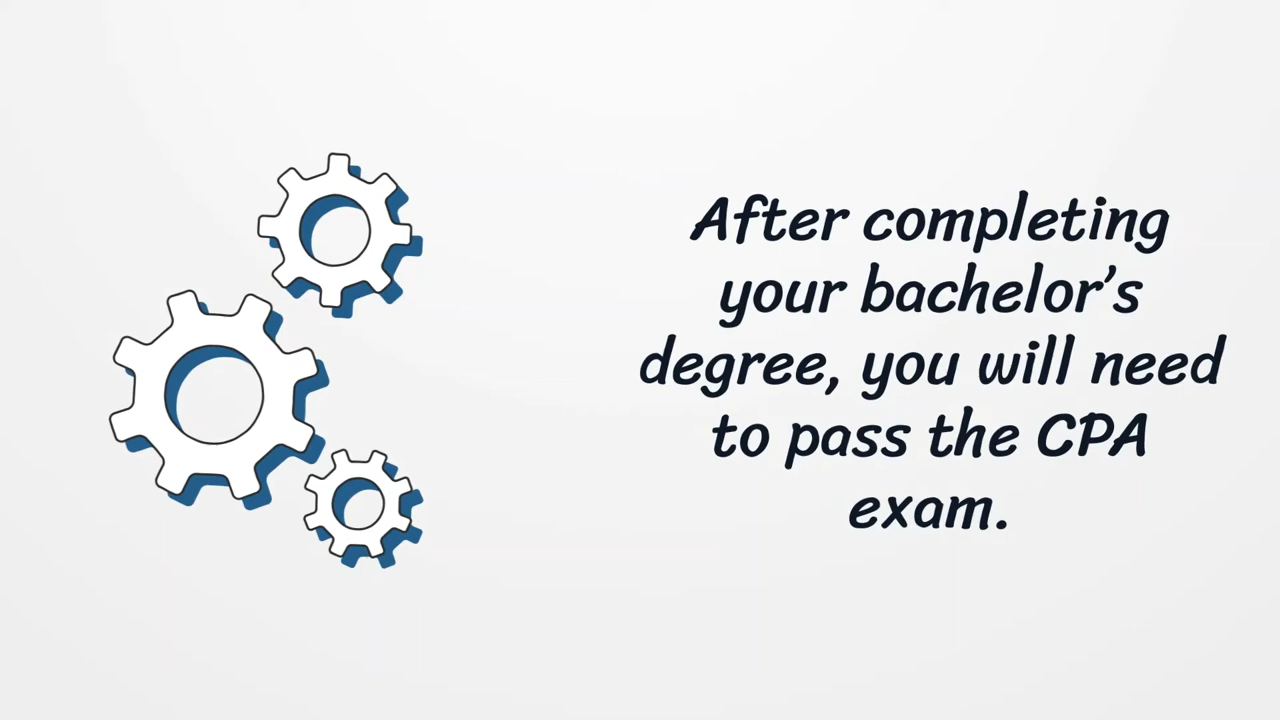 After completing
your bachelor’s
degree, you will need
to pass the CPA
exam.